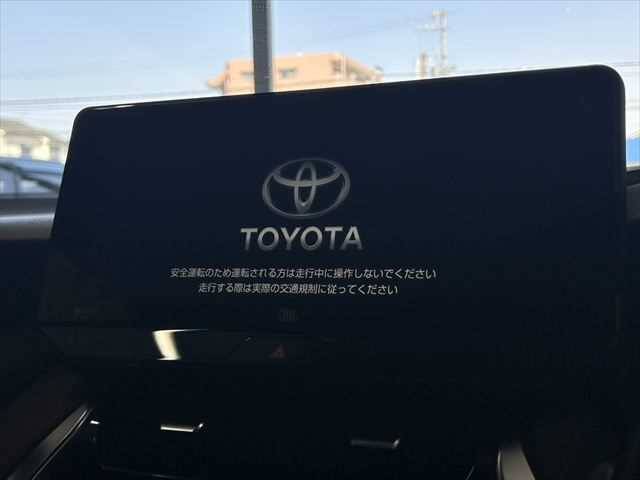 TOYOTA
安全運転のため運転される方は走行中に操作しないでください
走行する際は実際の交通規制に従ってください